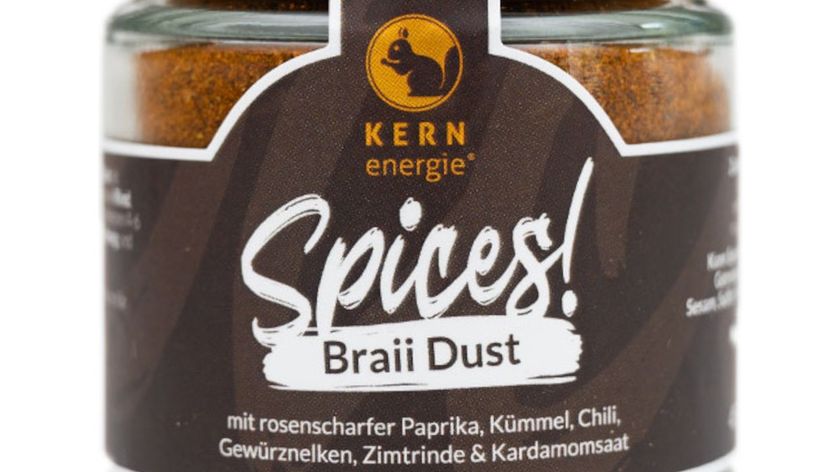 KERN
energie®
Spices!
Braii Dust
mit rosenscharfer Paprika, Kümmel, Chili,
Gewürznelken, Zimtrinde & Kardamomsaat